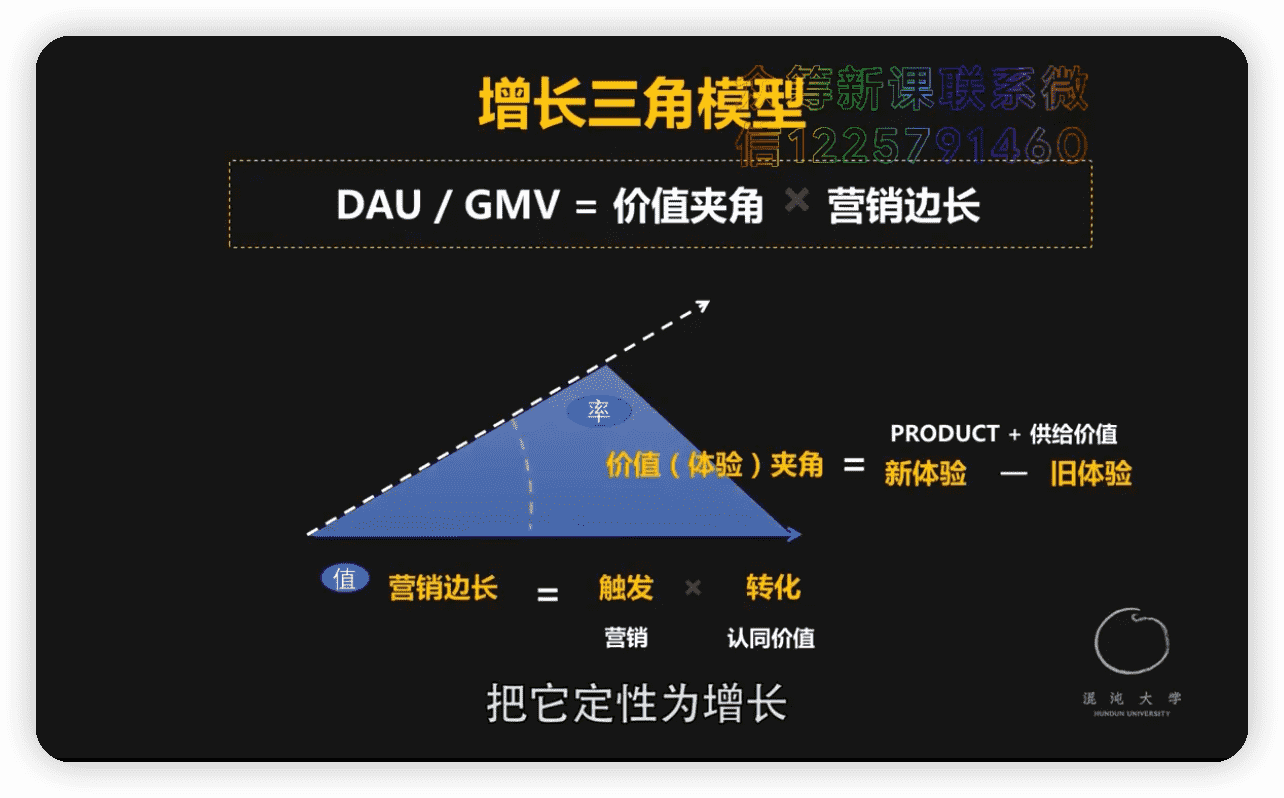 增长三角模型
等新课联系微
信1225791460
DAU / GMV = 价值夹角 × 营销边长
率
PRODUCT + 供给价值
价值（体验）夹角 = 新体验 — 旧体验
值 营销边长 = 触发 × 转化
营销 认同价值
把它定性为增长
混沌大学
HUNDUN UNIVERSITY